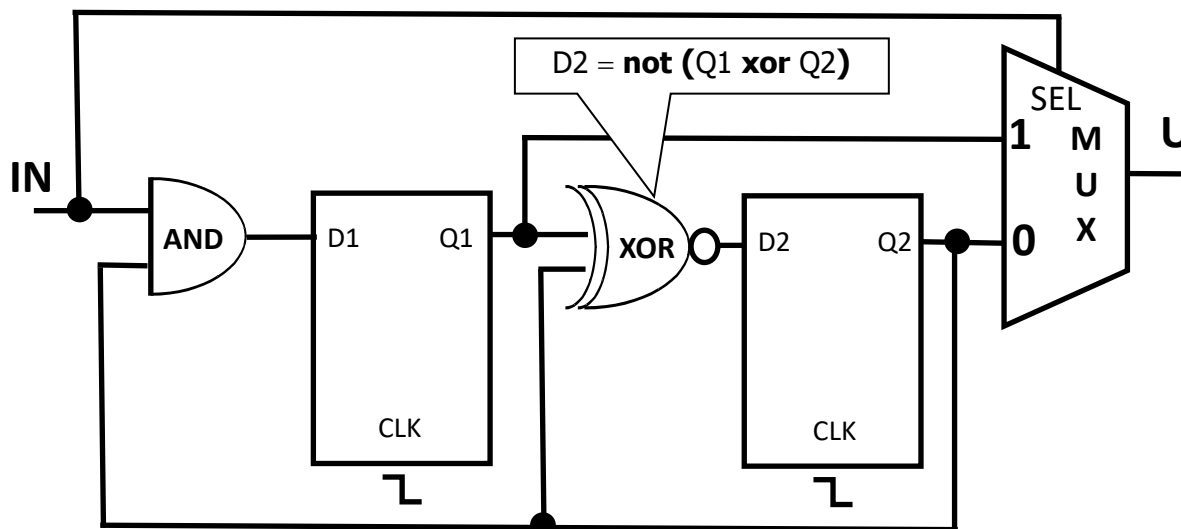 D2 = not (Q1 xor Q2)
IN
AND
D1
Q1
CLK
XOR
D2
Q2
CLK
SEL
1
0
M
U
X
U